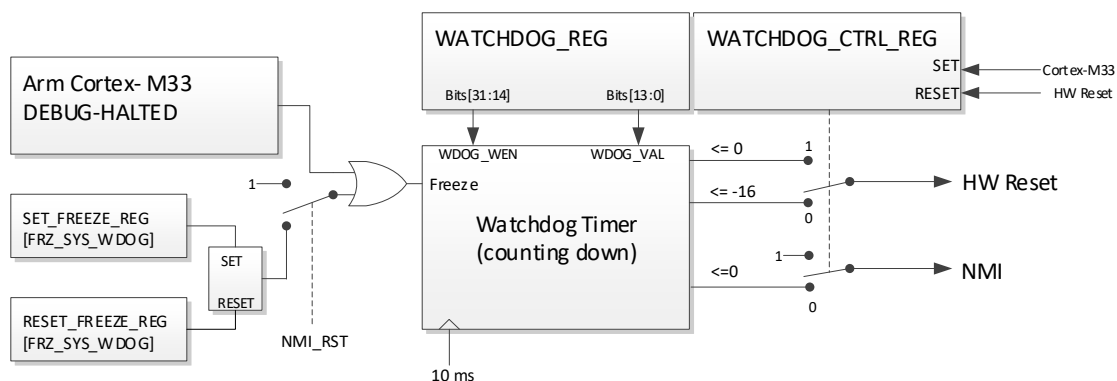 WATCHDOG_REG
Bits[31:14]
Bits[13:0]
WATCHDOG_CTRL_REG
SET
RESET
Cortex-M33
HW Reset
Arm Cortex- M33
DEBUG-HALTED
1
SET_FREEZE_REG
[FRZ_SYS_WDOG]
SET
RESET
RESET_FREEZE_REG
[FRZ_SYS_WDOG]
NMI_RST
WDOG_WEN
WDOG_VAL
Freeze
Watchdog Timer
(counting down)
10 ms
<= 0
1
<= -16
0
HW Reset
<=0
1
0
NMI